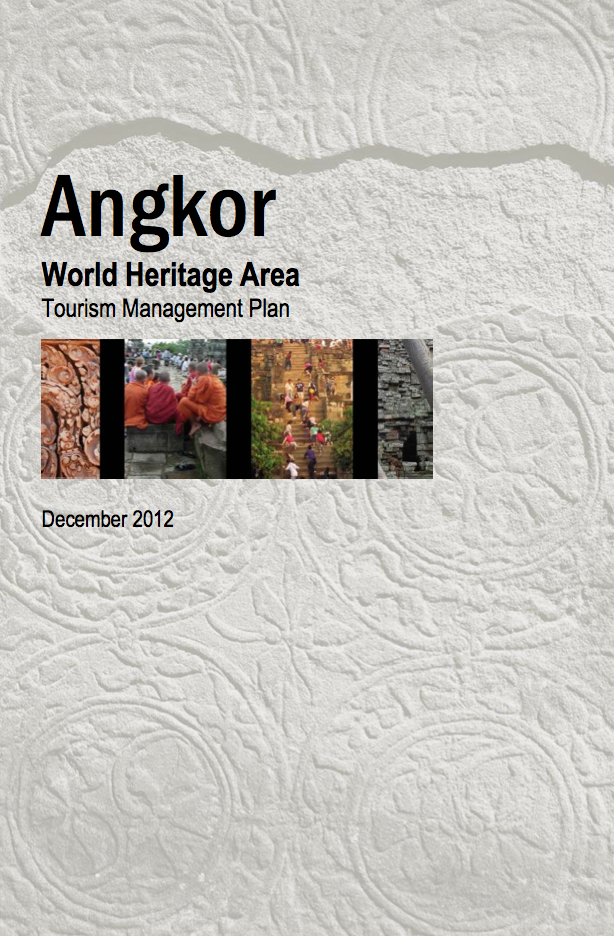 Angkor
World Heritage Area
Tourism Management Plan
December 2012